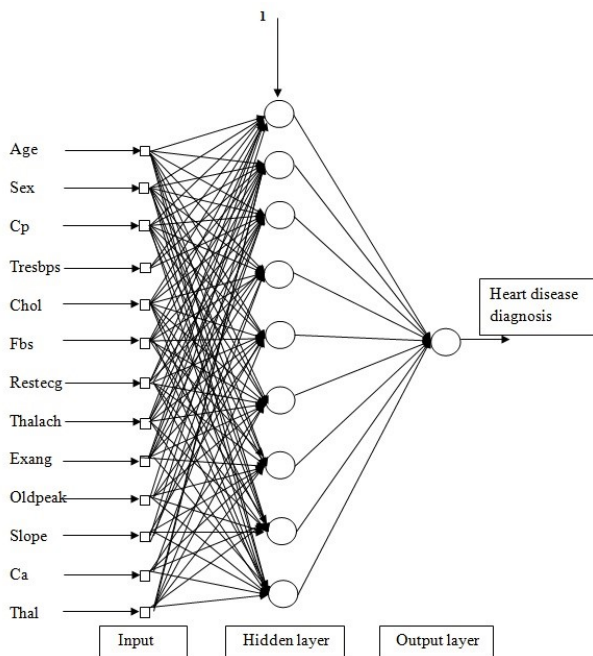 1
Age
Sex
Cp
Tresbps
Chol
Fbs
Restecg
Thalach
Exang
Oldpeak
Slope
Ca
Thal
Heart disease
diagnosis
Input
Hidden layer
Output layer